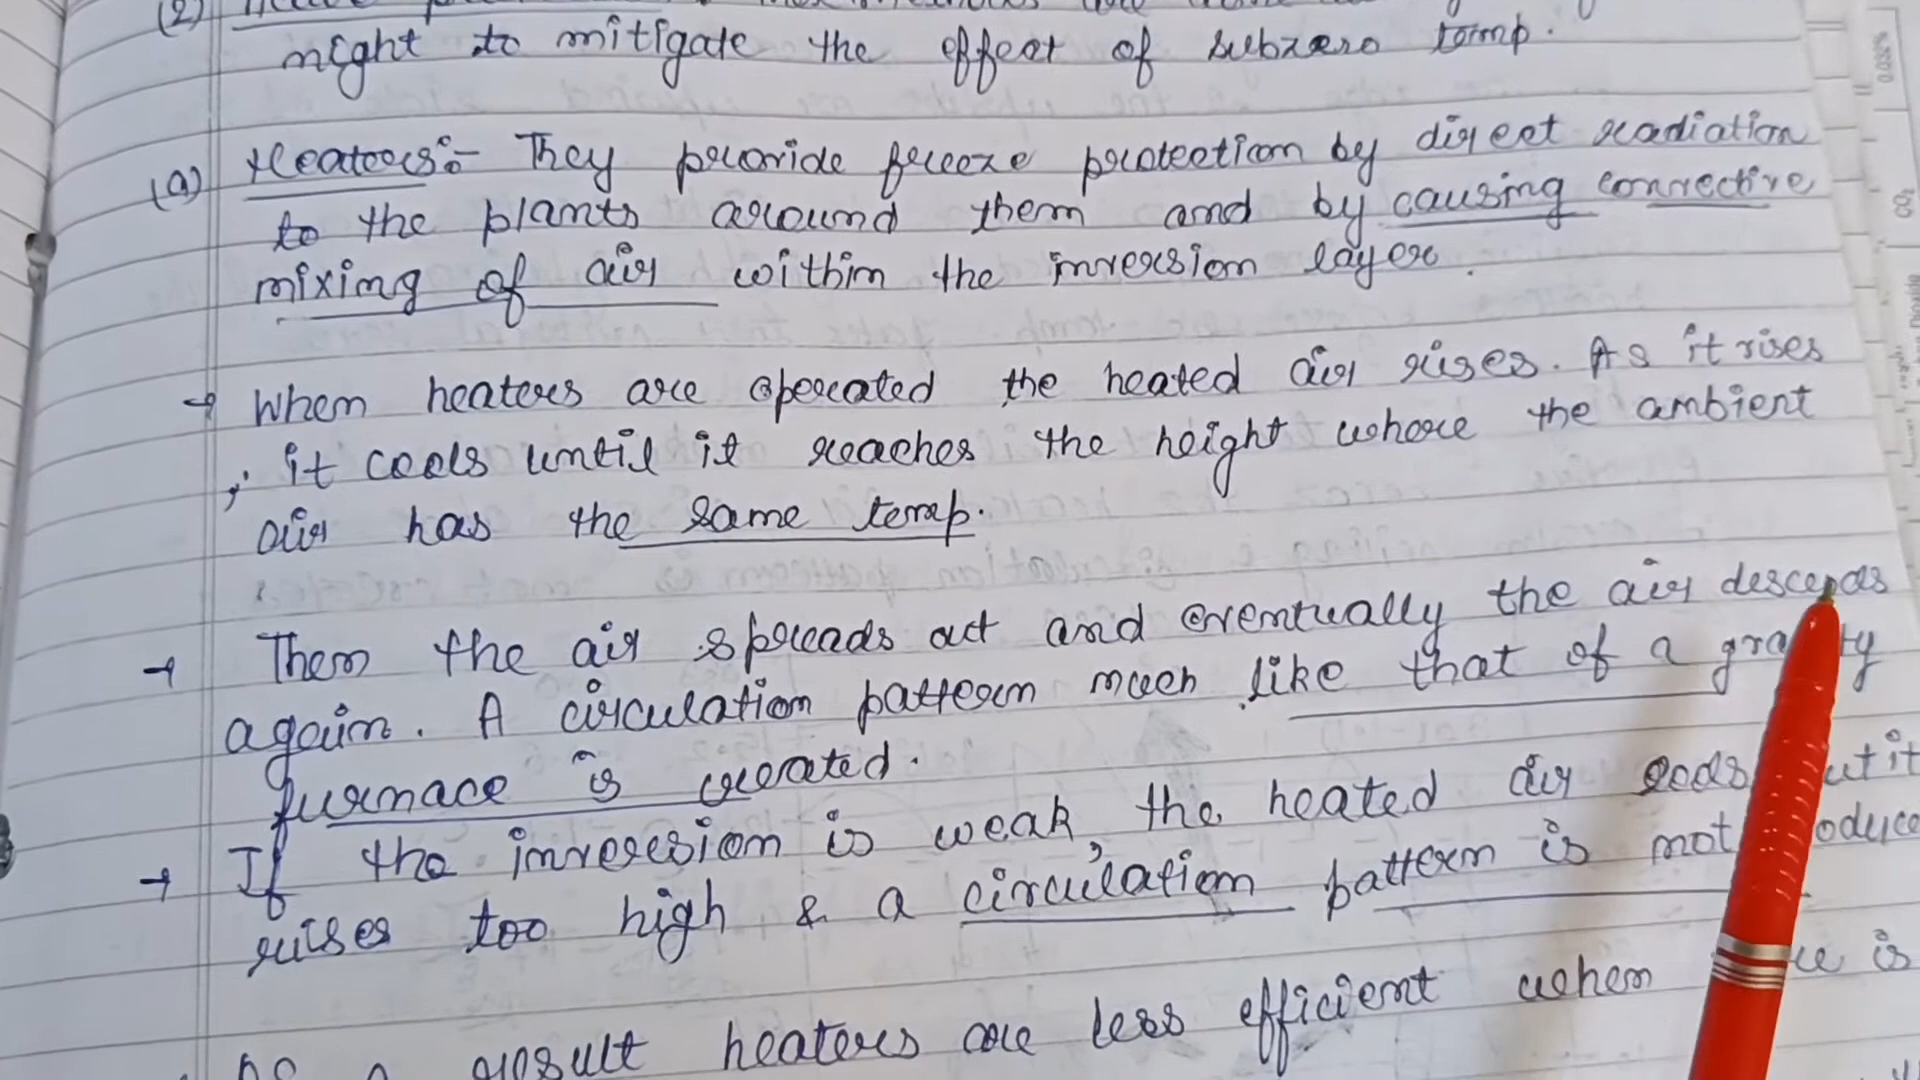 (2)
night to mitigate the effect of subzero temp.
(a) Heaters:- They provide freeze protection by direct radiation
to the plants around them and by causing convective
mixing of air within the inversion layer.
→ When heaters are operated the heated air rises. As it rises
, it cools until it reaches the height where the ambient
air has the same temp.
→ Then the air spreads out and eventually the air descends
again. A circulation pattern much like that of a gravity
furnace is created.
→ If the inversion is weak, the heated air cools but it
rises too high & a circulation pattern is not produce
As a result heaters are less efficient when is